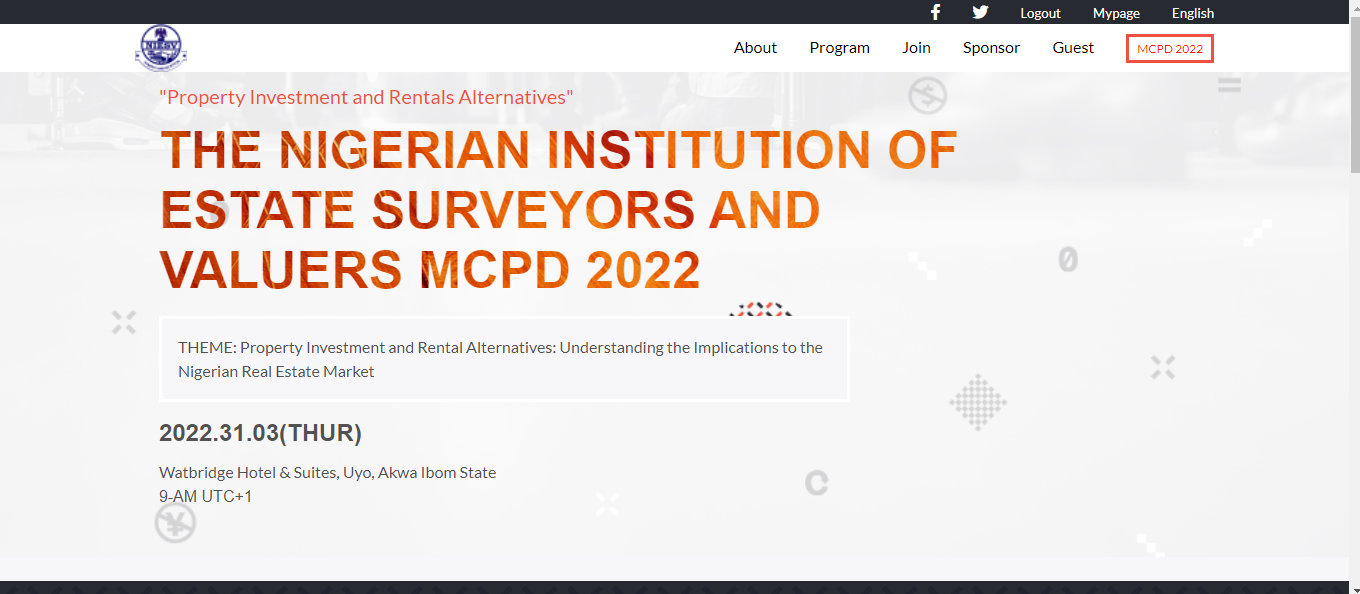 Logout Mypage English
NIESV
About Program Join Sponsor Guest MCPD 2022
"Property Investment and Rentals Alternatives"
THE NIGERIAN INSTITUTION OF
ESTATE SURVEYORS AND
VALUERS MCPD 2022
THEME: Property Investment and Rental Alternatives: Understanding the Implications to the
Nigerian Real Estate Market
2022.31.03(THUR)
Watbridge Hotel & Suites, Uyo, Akwa Ibom State
9-AM UTC+1